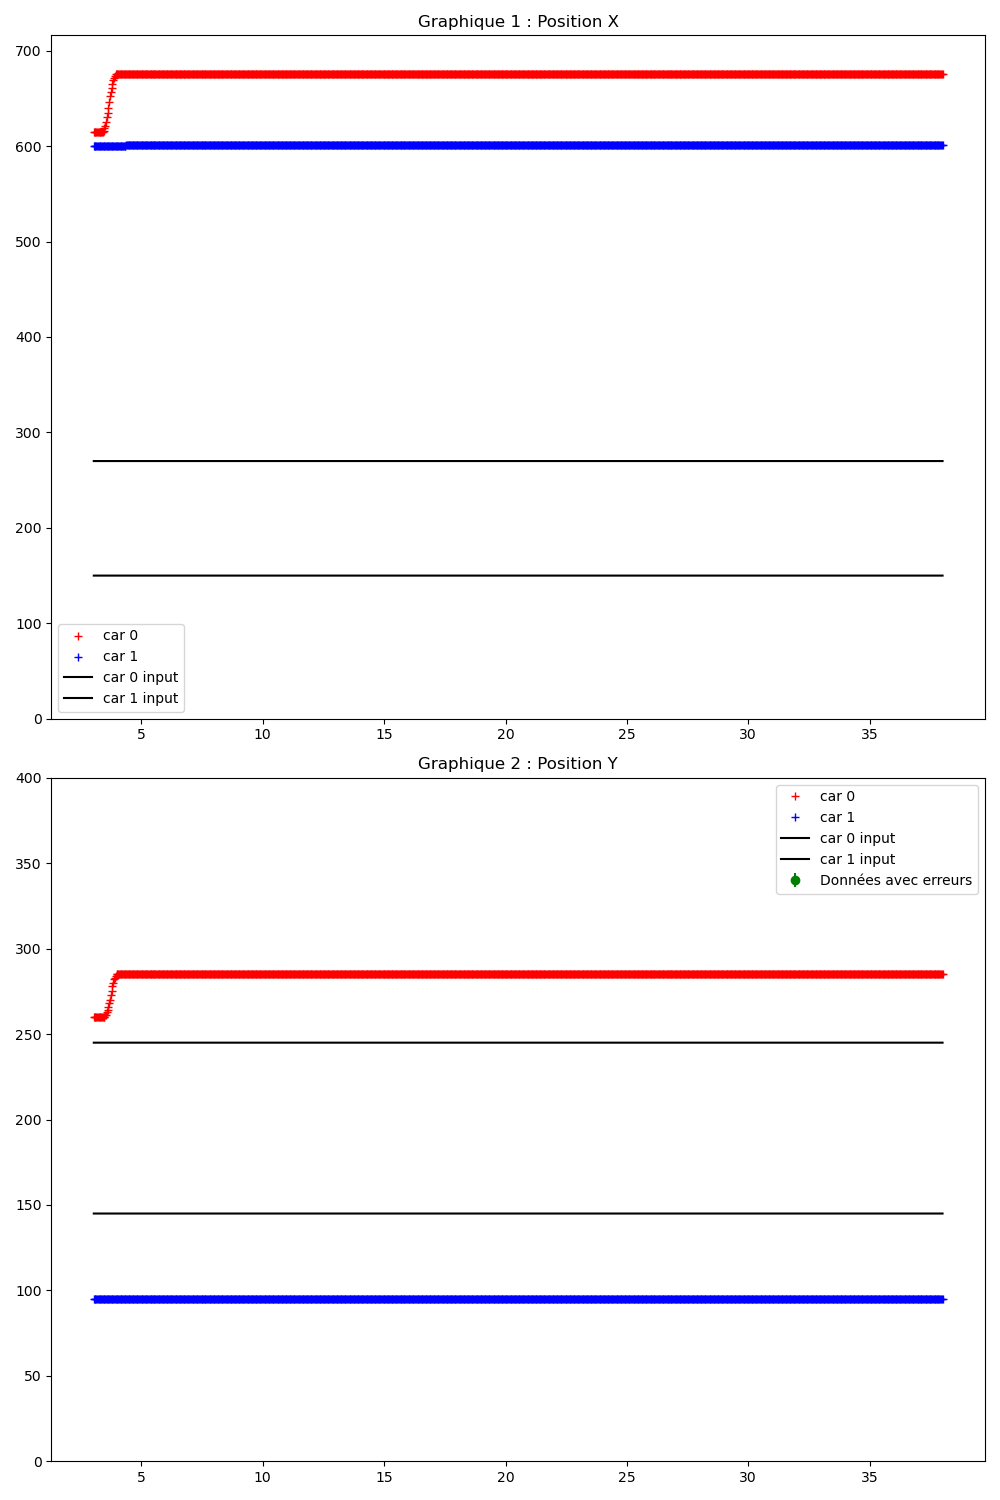 Graphique 1 : Position X
700
600
500
400
300
200
100
0
car 0
car 1
car 0 input
car 1 input
5 10 15 20 25 30 35
Graphique 2 : Position Y
400
350
300
250
200
150
100
50
0
car 0
car 1
car 0 input
car 1 input
Données avec erreurs
5 10 15 20 25 30 35